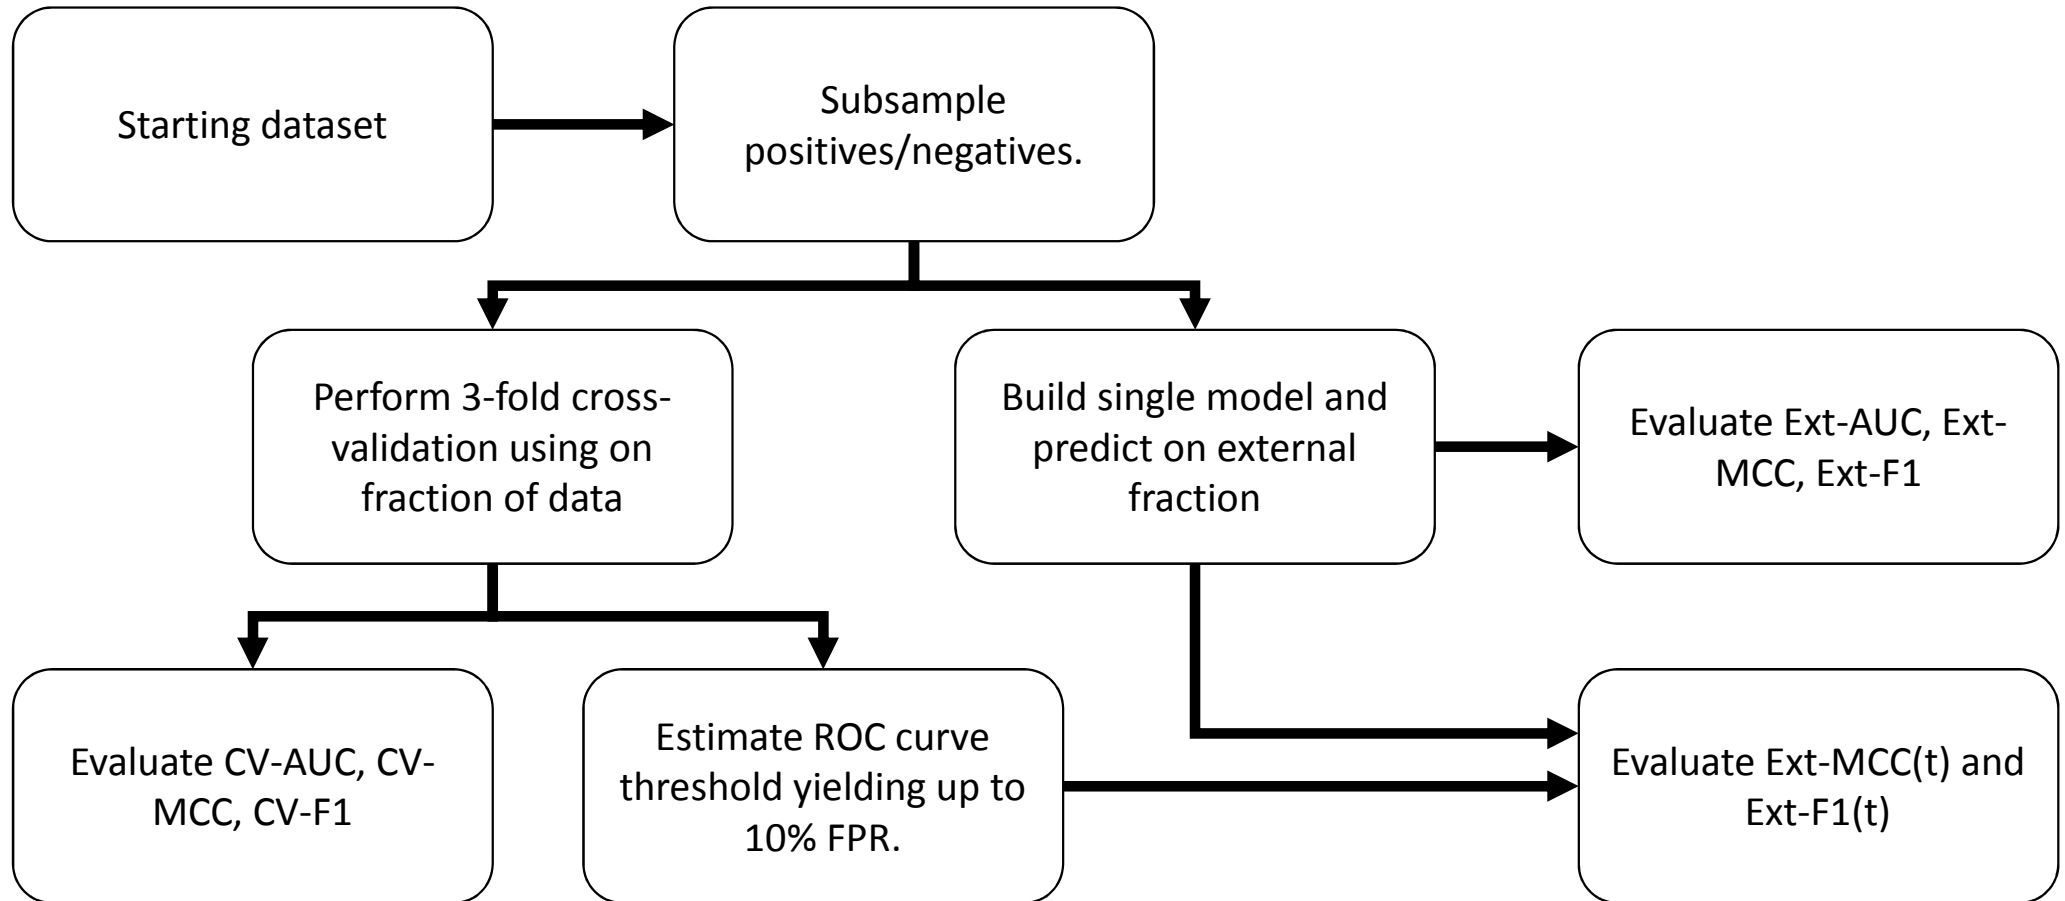 Starting dataset
Subsample
positives/negatives.
Perform 3-fold cross-
validation using on
fraction of data
Build single model and
predict on external
fraction
Evaluate Ext-AUC, Ext-
MCC, Ext-F1
Evaluate CV-AUC, CV-
MCC, CV-F1
Estimate ROC curve
threshold yielding up to
10% FPR.
Evaluate Ext-MCC(t) and
Ext-F1(t)